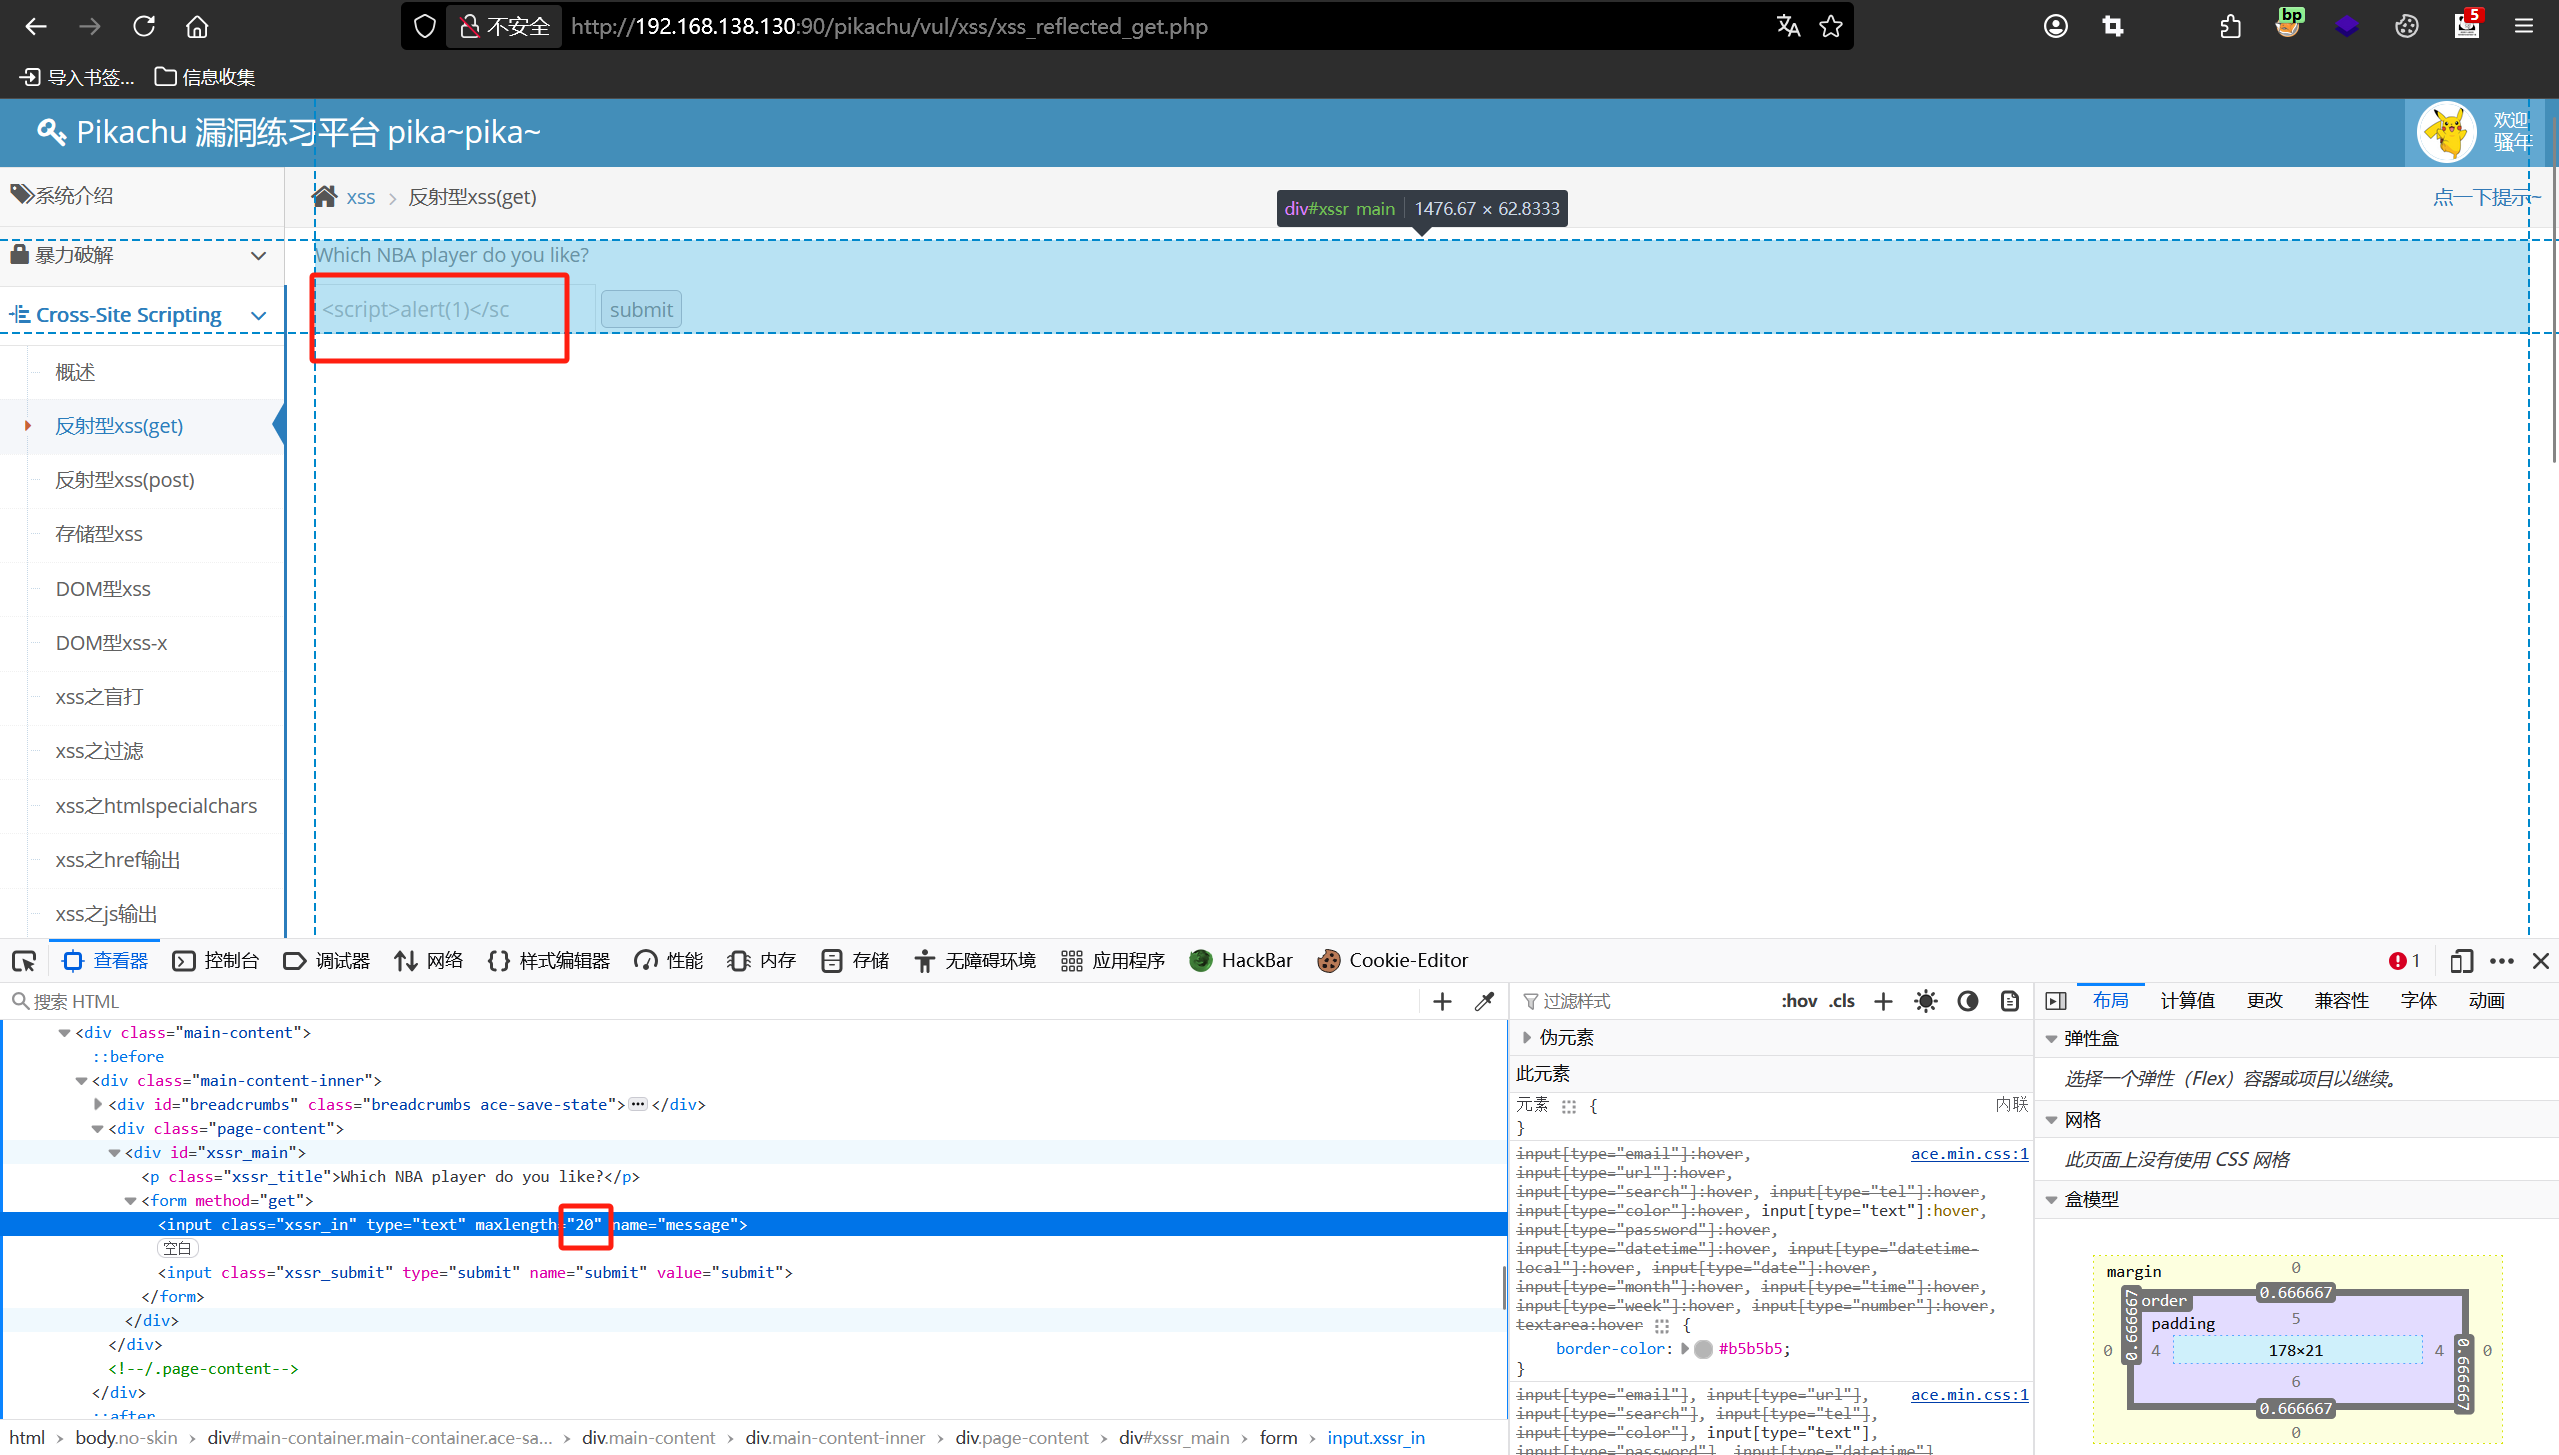 不安全 http://192.168.138.130:90/pikachu/vul/xss/xss_reflected_get.php bp 5
导入书签... 信息收集
Pikachu 漏洞练习平台 pika~pika~
欢迎
骚年
系统介绍
xss 反射型xss(get)
点一下提示~
div#xssr_main 1476.67 × 62.8333
暴力破解
Which NBA player do you like?
<script>alert(1)</sc submit
Cross-Site Scripting
概述
反射型xss(get)
反射型xss(post)
存储型xss
DOM型xss
DOM型xss-x
xss之盲打
xss之过滤
xss之htmlspecialchars
xss之href输出
xss之js输出
查看器 控制台 调试器 网络 样式编辑器 性能 内存 存储 无障碍环境 应用程序 HackBar Cookie-Editor 1
搜索 HTML
<div class="main-content">
::before
<div class="main-content-inner">
<div id="breadcrumbs" class="breadcrumbs ace-save-state"> ··· </div>
<div class="page-content">
<div id="xssr_main">
<p class="xssr_title">Which NBA player do you like?</p>
<form method="get">
<input class="xssr_in" type="text" maxlength="20" name="message">
空白
<input class="xssr_submit" type="submit" name="submit" value="submit">
</form>
</div>
</div>
<!--/.page-content-->
</div>
::after
html body.no-skin div#main-container.main-container.ace-sa... div.main-content div.main-content-inner div.page-content div#xssr_main form input.xssr_in
过滤样式 :hov .cls
伪元素
此元素
元素 { 内联
}
input[type="email"]:hover, ace.min.css:1
input[type="url"]:hover,
input[type="search"]:hover, input[type="tel"]:hover,
input[type="color"]:hover, input[type="text"]:hover,
input[type="password"]:hover,
input[type="datetime"]:hover, input[type="datetime-
local"]:hover, input[type="date"]:hover,
input[type="month"]:hover, input[type="time"]:hover,
input[type="week"]:hover, input[type="number"]:hover,
textarea:hover {
border-color: #b5b5b5;
}
input[type="email"], input[type="url"], ace.min.css:1
input[type="search"], input[type="tel"],
input[type="color"], input[type="text"],
input[type="password"], input[type="datetime"]
布局 计算值 更改 兼容性 字体 动画
弹性盒
选择一个弹性（Flex）容器或项目以继续。
网格
此页面上没有使用 CSS 网格
盒模型
margin 0
order 0.666667
padding 5
0 0.666667 4 178×21 4 0.666667 0
6
0.666667
0